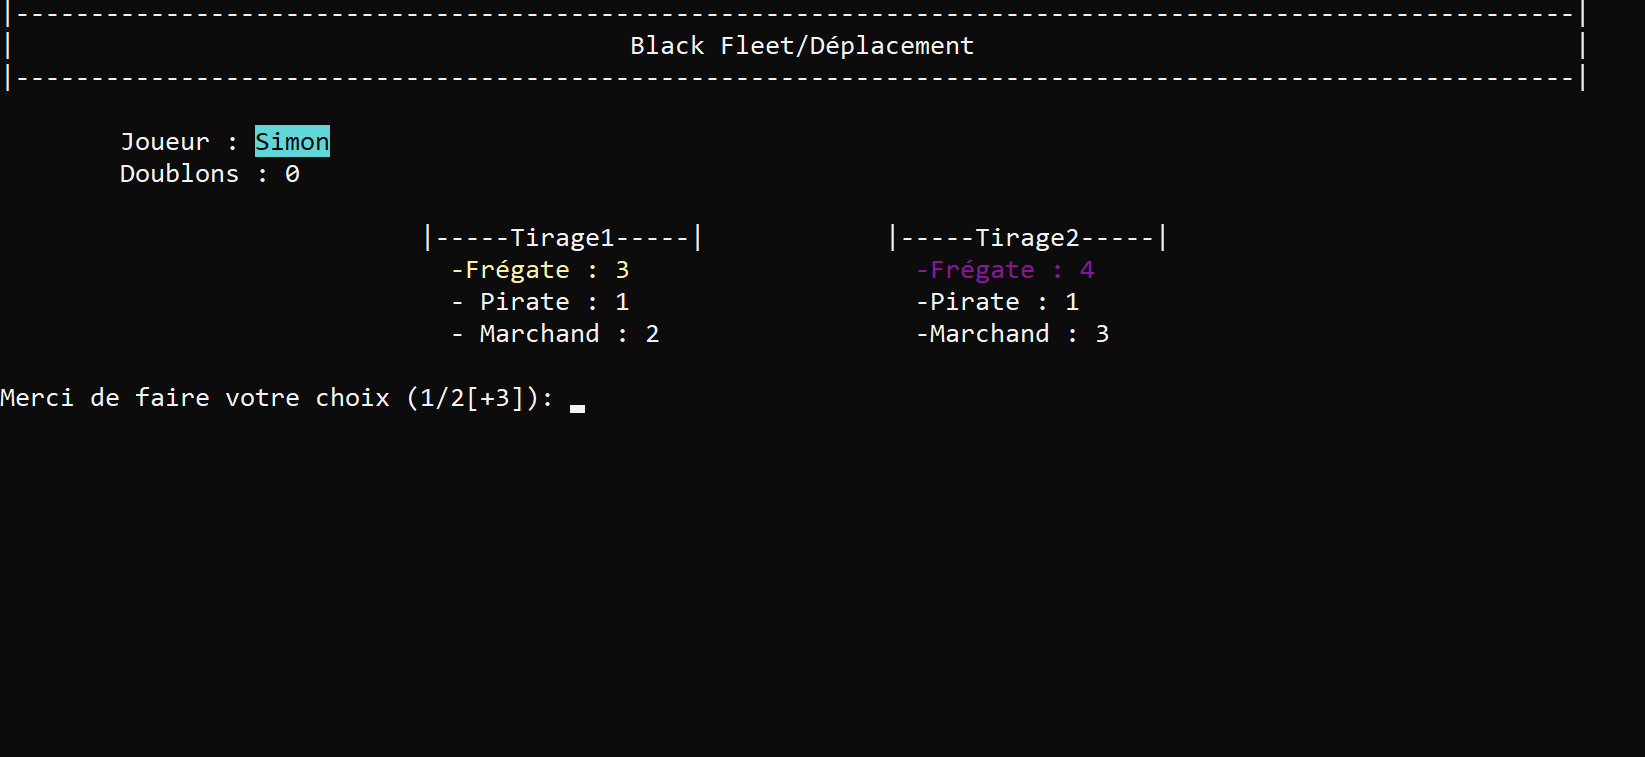 |--------------------------------------------------------------------------------------------------------|
| Black Fleet/Déplacement |
|--------------------------------------------------------------------------------------------------------|
Joueur : Simon
Doublons : 0
|-----Tirage1-----| |-----Tirage2-----|
-Frégate : 3 -Frégate : 4
- Pirate : 1 -Pirate : 1
- Marchand : 2 -Marchand : 3
Merci de faire votre choix (1/2[+3]): _